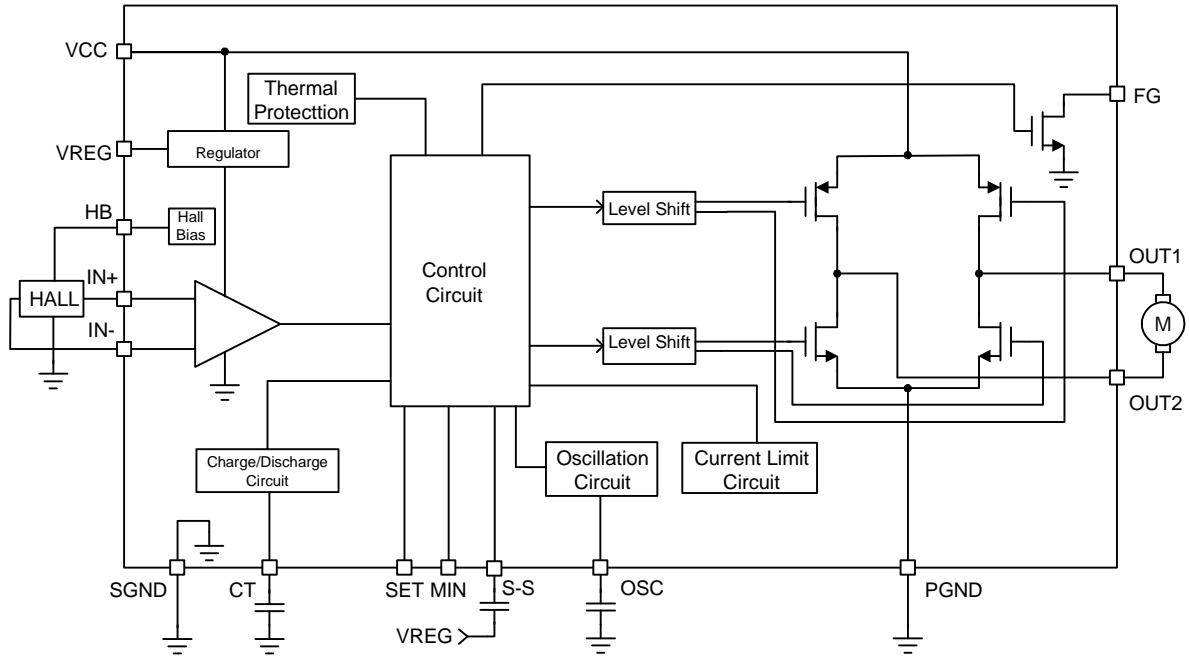 VCC
Thermal
Protecttion
FG
VREG
Regulator
HB
Hall
Bias
Level Shift
IN+
HALL
Control
Circuit
OUT1
IN-
M
Level Shift
OUT2
Charge/Discharge
Circuit
Oscillation
Circuit
Current Limit
Circuit
SGND
CT
SET
MIN
S-S
OSC
PGND
VREG